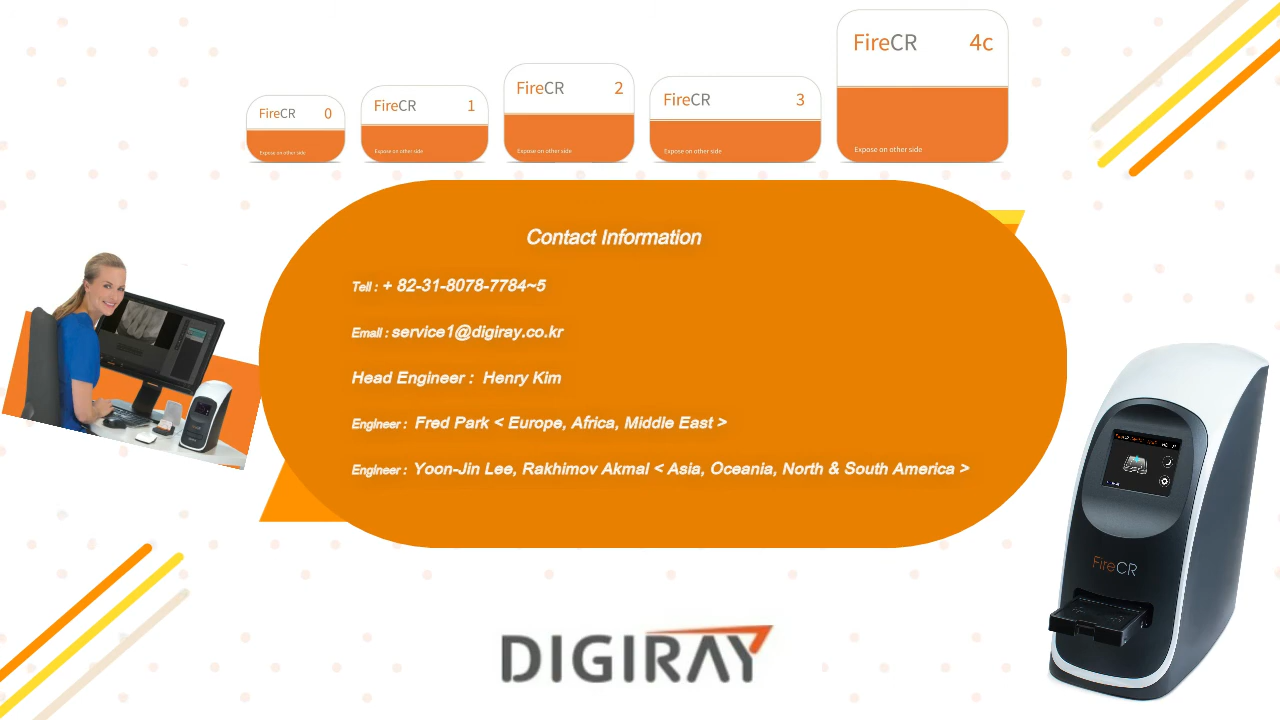 FireCR 0
Expose on other side
FireCR 1
Expose on other side
FireCR 2
Expose on other side
FireCR 3
Expose on other side
FireCR 4c
Expose on other side
Contact Information
Tell : + 82-31-8078-7784~5
Email : service1@digiray.co.kr
Head Engineer : Henry Kim
Engineer : Fred Park < Europe, Africa, Middle East >
Engineer : Yoon-Jin Lee, Rakhimov Akmal < Asia, Oceania, North & South America >
FireCR
DIGIRAY